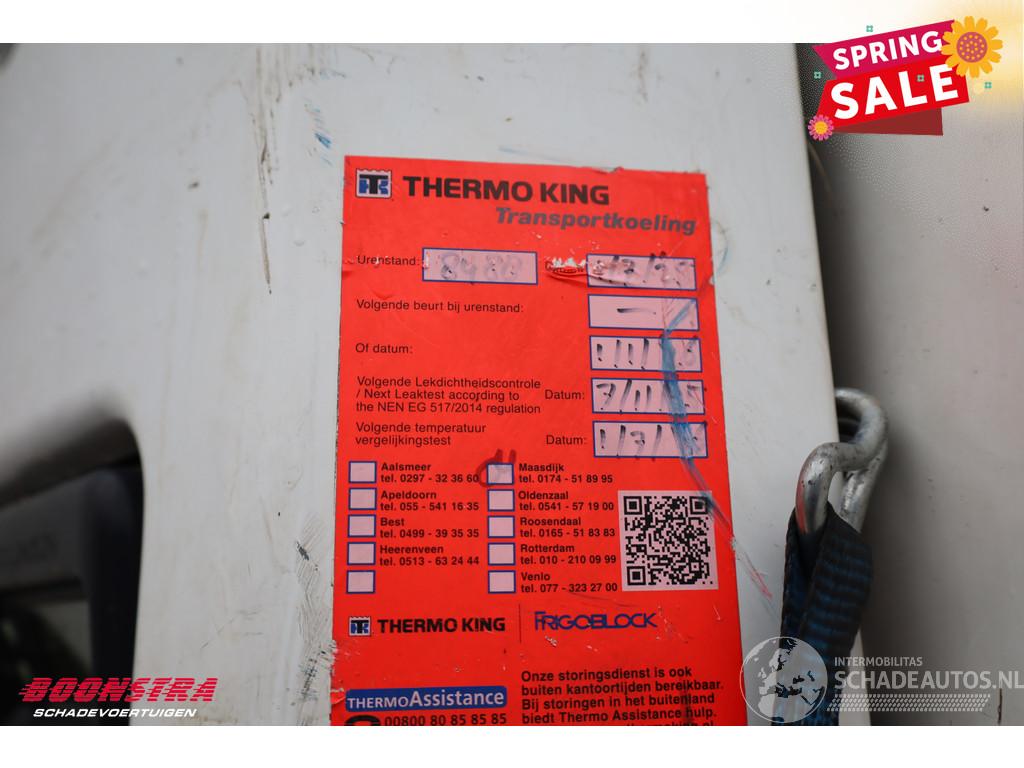 SPRING
SALE
THERMO KING
Transportkoeling
Urenstand:
Volgende beurt bij urenstand: –
Of datum:
Volgende Lekdichtheidscontrole
/ Next Leaktest according to Datum: 7/11/25
the NEN EG 517/2014 regulation
Volgende temperatuur
vergelijkingstest Datum:
Aalsmeer
tel. 0297 - 32 36 60
Apeldoorn
tel. 055 - 541 16 35
Best
tel. 0499 - 39 35 35
Heerenveen
tel. 0513 - 63 24 44
Maasdijk
tel. 0174 - 51 89 95
Oldenzaal
tel. 0541 - 57 19 00
Roosendaal
tel. 0165 - 51 83 83
Rotterdam
tel. 010 - 210 09 99
Venlo
tel. 077 - 323 27 00
THERMO KING
FRIGOBLOCK
THERMOAssistance
00800 80 85 85 85
Onze storingsdienst is ook
buiten kantoortijden bereikbaar.
Bij storingen in het buitenland
biedt Thermo Assistance hulp.
BOONSTRA
SCHADEVOERTUIGEN
INTERMOBILITAS
SCHADEAUTOS.NL